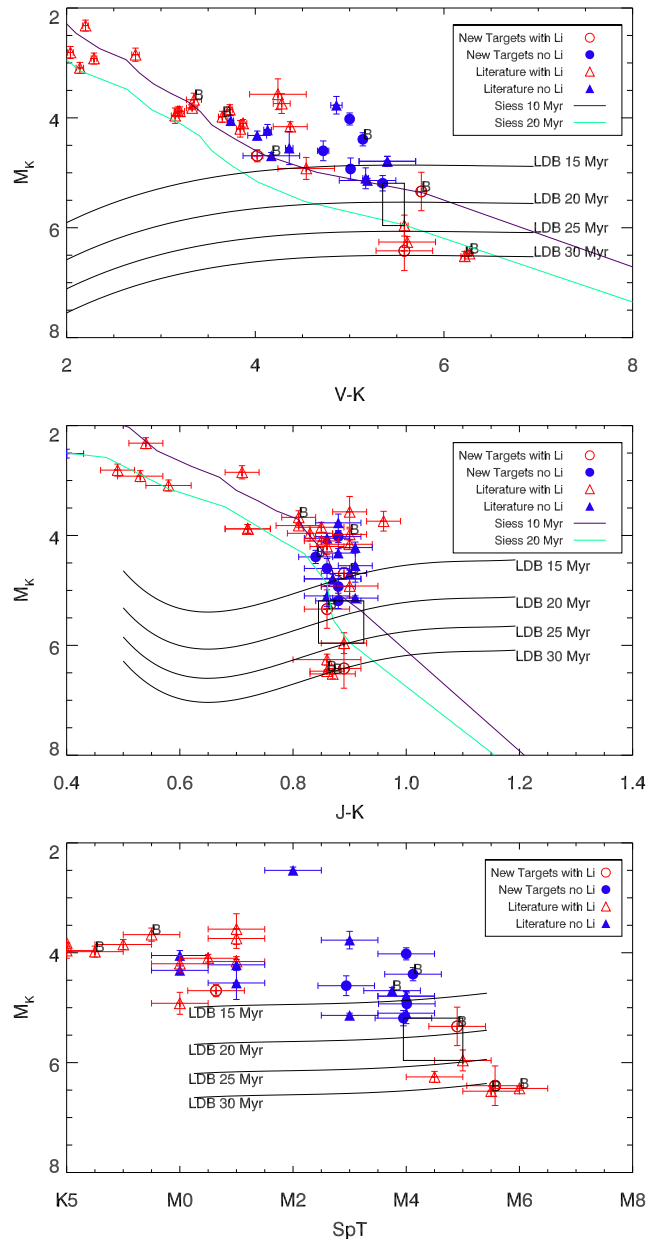 2
4
6
8
M_K
New Targets with Li
New Targets no Li
Literature with Li
Literature no Li
Siess 10 Myr
Siess 20 Myr
B
B
B
B
B
B
LDB 15 Myr
LDB 20 Myr
LDB 25 Myr
LDB 30 Myr
2
4
6
8
V-K
2
4
6
8
M_K
New Targets with Li
New Targets no Li
Literature with Li
Literature no Li
Siess 10 Myr
Siess 20 Myr
B
B
LDB 15 Myr
LDB 20 Myr
LDB 25 Myr
LDB 30 Myr
0.4
0.6
0.8
1.0
1.2
1.4
J-K
2
4
6
8
M_K
New Targets with Li
New Targets no Li
Literature with Li
Literature no Li
B
B
B
B
B
B
LDB 15 Myr
LDB 20 Myr
LDB 25 Myr
LDB 30 Myr
K5
M0
M2
M4
M6
M8
SpT